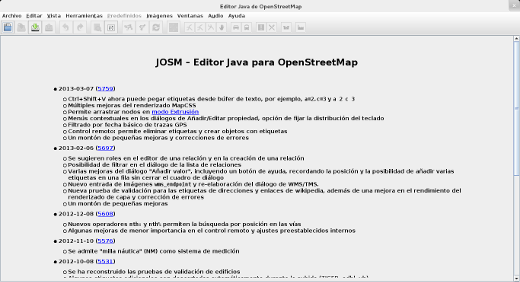 Editor Java de OpenStreetMap
Archivo Editar Vista Herramientas Predefinidos Imágenes Ventanas Audio Ayuda
JOSM - Editor Java para OpenStreetMap
2013-03-07 (5759)
Ctrl+Shift+V ahora puede pegar etiquetas desde búfer de texto, por ejemplo,
Múltiples mejoras del renderizado MapCSS
Permite arrastrar nodos en modo Extrusión
Menús contextuales en los diálogos de Añadir/Editar propiedad, opción de fijar la distribución del teclado
Filtrado por fecha básico de trazas GPS
Control remoto: permite eliminar etiquetas y crear objetos con etiquetas
Un montón de pequeñas mejoras y correcciones de errores
2013-02-06 (5697)
Se sugieren roles en el editor de una relación y en la creación de una relación
Posibilidad de filtrar en el diálogo de la lista de relaciones
Varias mejoras del diálogo "Añadir valor", incluyendo un botón de ayuda, recordando la posición y la posibilidad de añadir varias
etiquetas en una fila sin cerrar el cuadro de diálogo
Nuevo entrada de imágenes wms_endpoint y re-elaboración del diálogo de WMS/TMS.
Nueva prueba de validación para las etiquetas de direcciones y enlaces de wikipedia, además de una mejora en el rendimiento del
renderizado de capa y corrección de errores
Un montón de pequeñas mejoras
2012-12-08 (5608)
Nuevos operadores nth: y nth%: permiten la búsqueda por posición en las vías
Algunas mejoras de menor importancia en el control remoto y ajustes preestablecidos internos
2012-11-10 (5576)
Se admite "milla náutica" (NM) como sistema de medición
2012-10-08 (5531)
Se ha reconstruido las pruebas de validación de edificios